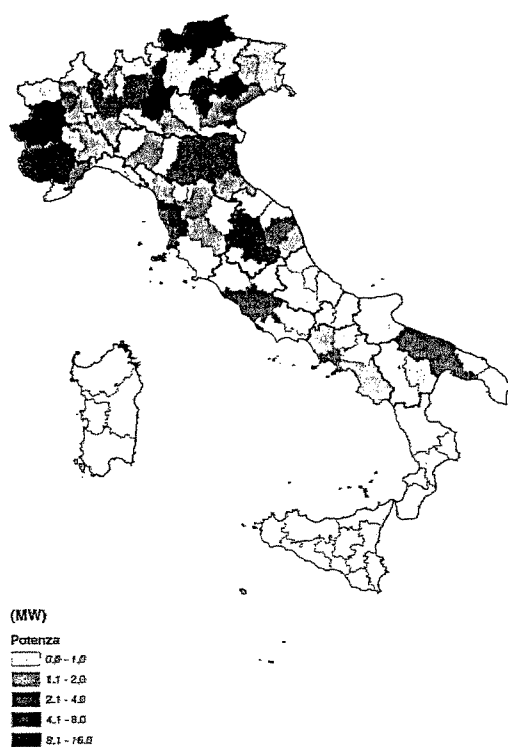 (MW)
Potenza
0,0 - 1,0
1,1 - 2,0
2,1 - 4,0
4,1 - 8,0
8,1 - 16,0